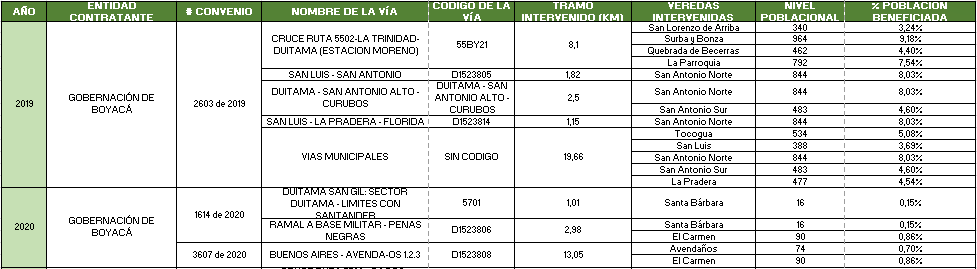 AÑO ENTIDAD CONTRATANTE # CONVENIO NOMBRE DE LA VÍA CODIGO DE LA VÍA TRAMO INTERVENIDO (KM) VEREDAS INTERVENIDAS NIVEL POBLACIONAL % POBLACION BENEFICIADA
2019 GOBERNACIÓN DE BOYACÁ 2603 de 2019
CRUCE RUTA 5502-LA TRINIDAD-DUITAMA (ESTACION MORENO) 55BY21 8,1
San Lorenzo de Arriba 340 3,24%
Surba y Bonza 964 9,18%
Quebrada de Becerras 462 4,40%
La Parroquia 792 7,54%
SAN LUIS - SAN ANTONIO D1523805 1,82 San Antonio Norte 844 8,03%
DUITAMA - SAN ANTONIO ALTO - CURUBOS DUITAMA - SAN ANTONIO ALTO - CURUBOS 2,5
San Antonio Norte 844 8,03%
San Antonio Sur 483 4,60%
SAN LUIS - LA PRADERA - FLORIDA D1523814 1,15 San Antonio Norte 844 8,03%
VIAS MUNICIPALES SIN CODIGO 19,66
Tocogua 534 5,08%
San Luis 388 3,69%
San Antonio Norte 844 8,03%
San Antonio Sur 483 4,60%
La Pradera 477 4,54%
2020 GOBERNACIÓN DE BOYACÁ
1614 de 2020
DUITAMA SAN GIL: SECTOR DUITAMA - LIMITES CON SANTANDER 5701 1,01 Santa Bárbara 16 0,15%
RAMAL A BASE MILITAR - PEÑAS NEGRAS D1523806 2,98
Santa Bárbara 16 0,15%
El Carmen 90 0,86%
3607 de 2020 BUENOS AIRES - AVENDA-OS 1.2.3 D1523808 13,05
Avendaños 74 0,70%
El Carmen 90 0,86%